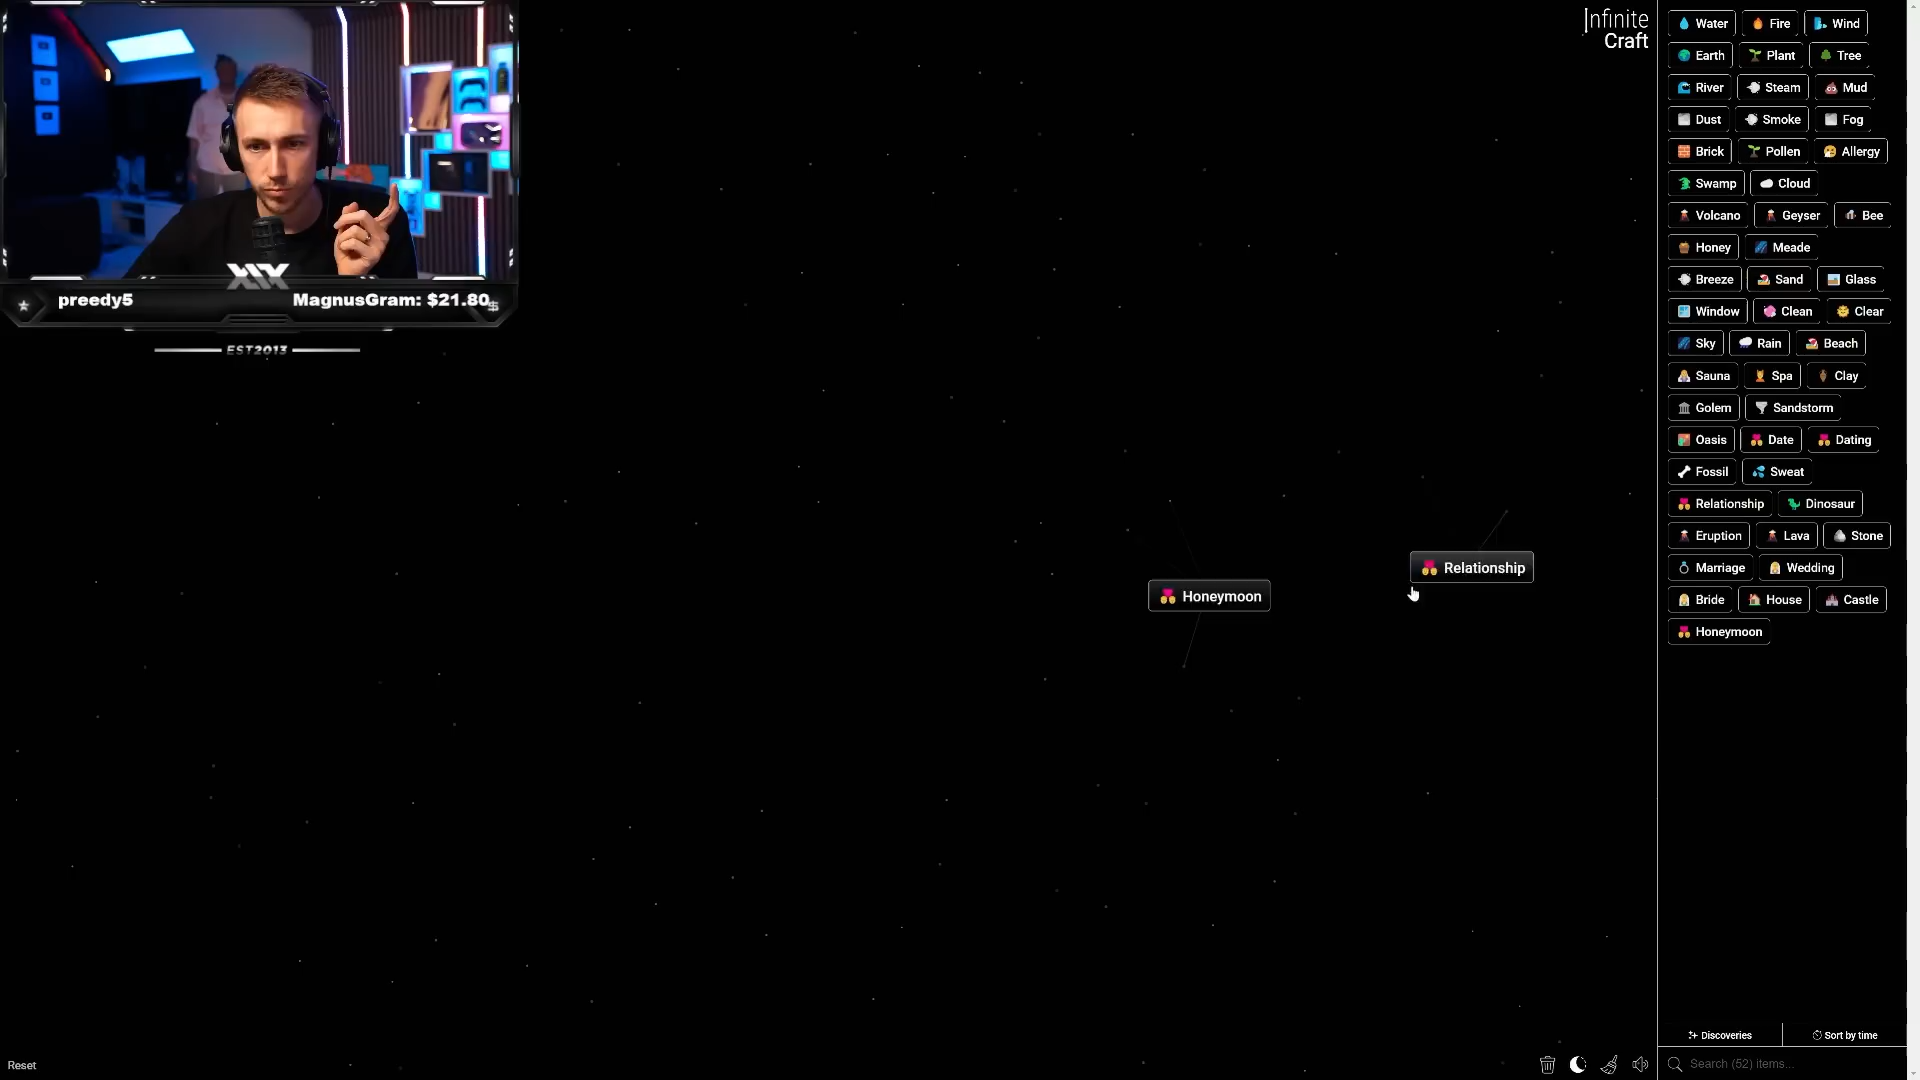 Infinite
Craft
XIX
preedy5
MagnusGram: $21.80
EST2013
Honeymoon
Relationship
Water
Fire
Wind
Earth
Plant
Tree
River
Steam
Mud
Dust
Smoke
Fog
Brick
Pollen
Allergy
Swamp
Cloud
Volcano
Geyser
Bee
Honey
Meade
Breeze
Sand
Glass
Window
Clean
Clear
Sky
Rain
Beach
Sauna
Spa
Clay
Golem
Sandstorm
Oasis
Date
Dating
Fossil
Sweat
Relationship
Dinosaur
Eruption
Lava
Stone
Marriage
Wedding
Bride
House
Castle
Honeymoon
Discoveries
Sort by time
Search (52) items...
Reset